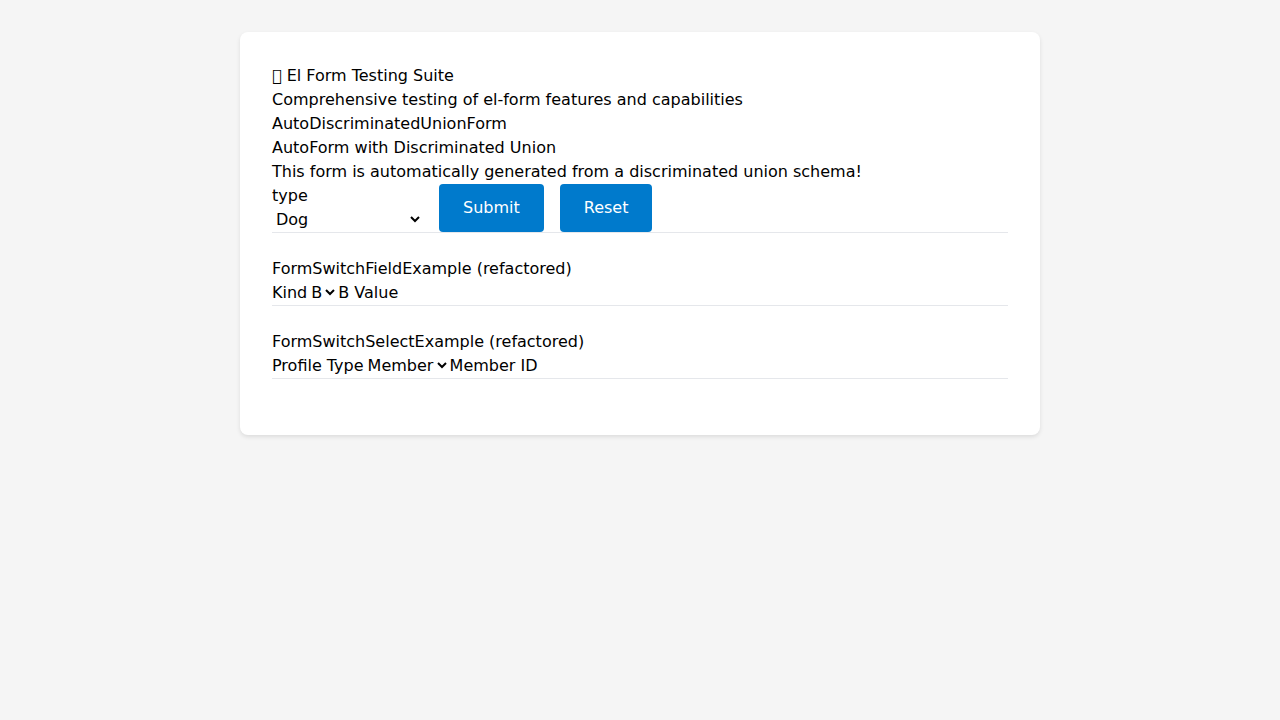 El Form Testing Suite
Comprehensive testing of el-form features and capabilities
AutoDiscriminatedUnionForm
AutoForm with Discriminated Union
This form is automatically generated from a discriminated union schema!
type
Dog
Submit
Reset
FormSwitchFieldExample (refactored)
Kind B B Value
FormSwitchSelectExample (refactored)
Profile Type Member Member ID